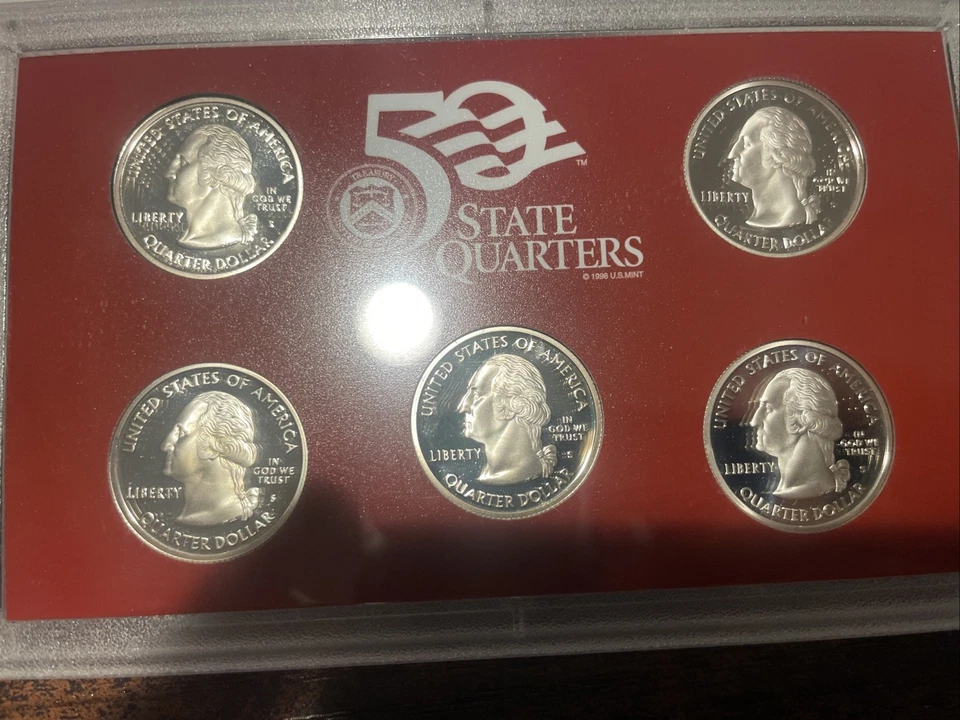 UNITED STATES OF AMERICA
IN
GOD WE
TRUST
LIBERTY
S
QUARTER DOLLAR
50
TM
TREASURY
STATE
QUARTERS
© 1998 U.S. MINT
UNITED STATES OF AMERICA
IN
GOD WE
TRUST
LIBERTY
QUARTER DOLLAR
UNITED STATES OF AMERICA
IN
GOD WE
TRUST
LIBERTY
S
QUARTER DOLLAR
UNITED STATES OF AMERICA
IN
GOD WE
TRUST
LIBERTY
S
QUARTER DOLLAR
UNITED STATES OF AMERICA
IN
GOD WE
TRUST
LIBERTY
S
QUARTER DOLLAR